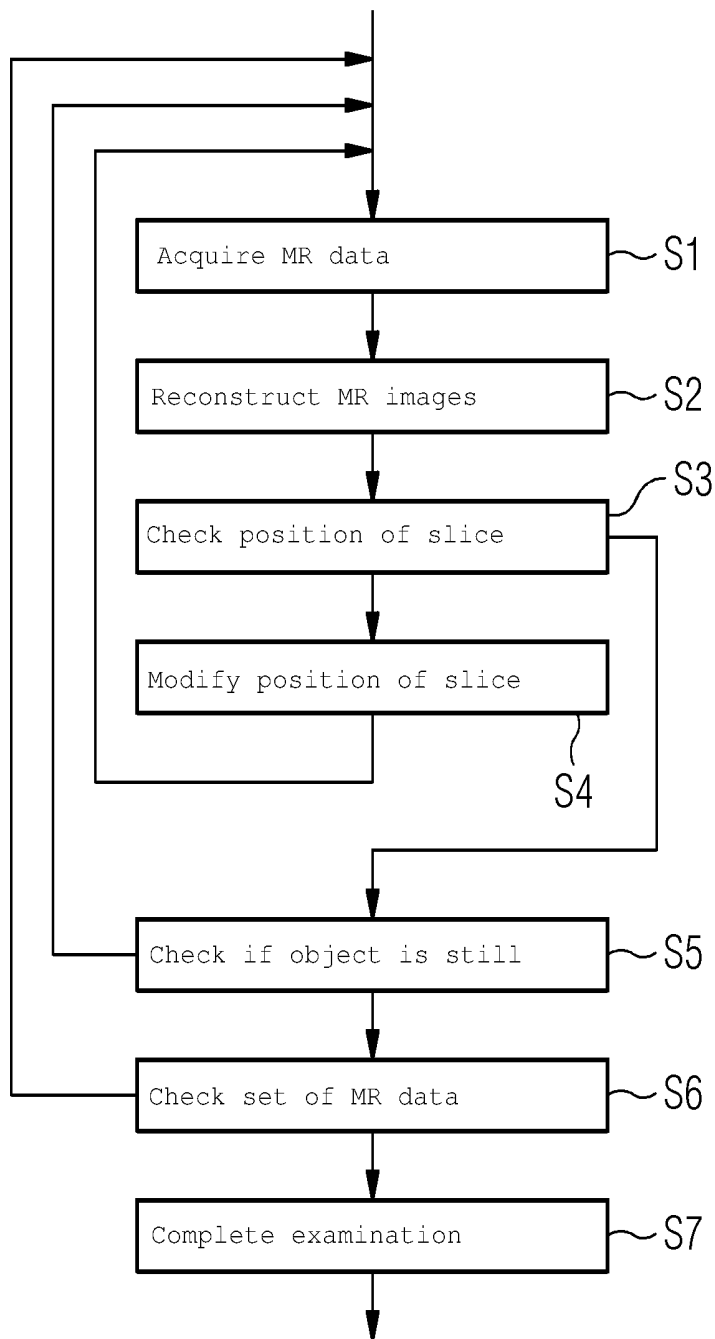 Acquire MR data S1
Reconstruct MR images S2
S3
Check position of slice
Modify position of slice
S4
Check if object is still S5
Check set of MR data S6
Complete examination S7